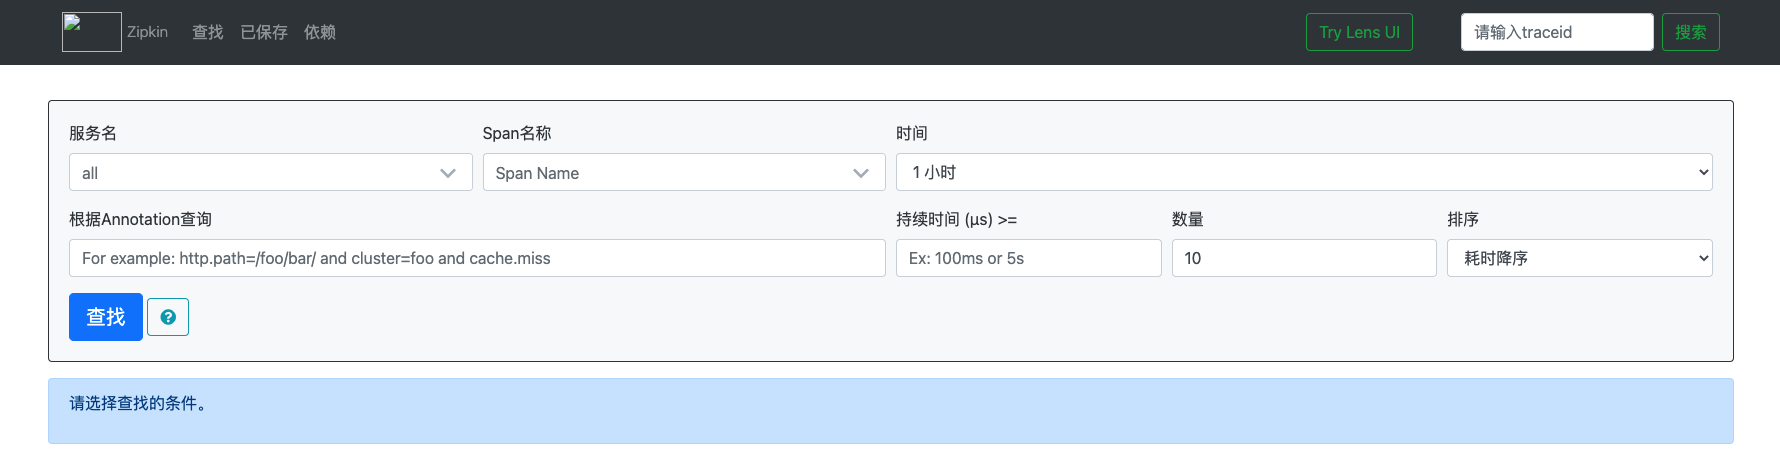 Zipkin 查找 已保存 依赖 Try Lens UI 请输入traceid 搜索
服务名 Span名称 时间
all Span Name 1 小时
根据Annotation查询 持续时间 (μs) >= 数量 排序
For example: http.path=/foo/bar/ and cluster=foo and cache.miss Ex: 100ms or 5s 10 耗时降序
查找 ?
请选择查找的条件。